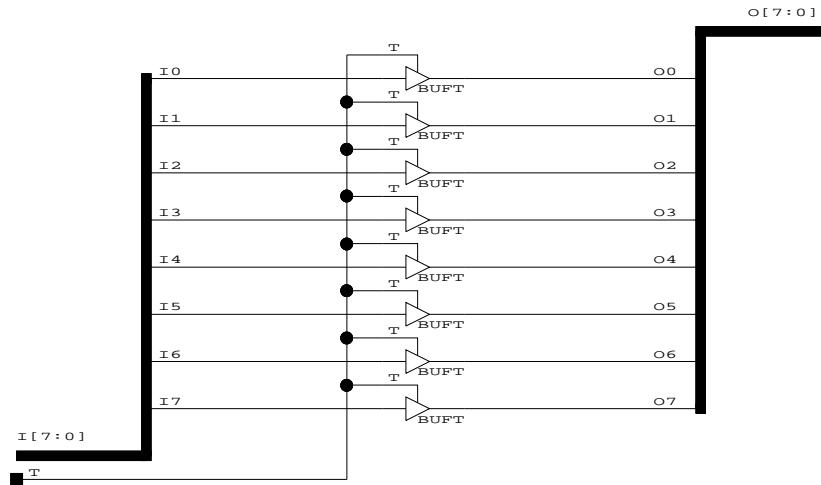 O[7:0]
T
I0 O0
BUFT
T
I1 O1
BUFT
T
I2 O2
BUFT
T
I3 O3
BUFT
T
I4 O4
BUFT
T
I5 O5
BUFT
T
I6 O6
BUFT
T
I7 O7
BUFT
I[7:0]
T